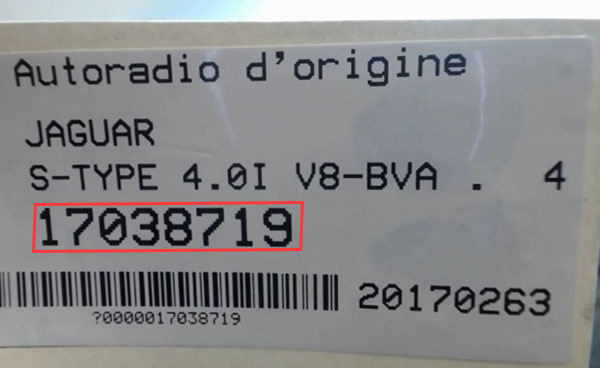 Autoradio d'origine
JAGUAR
S-TYPE 4.0I V8-BVA . 4
17038719
20170263
?0000017038719